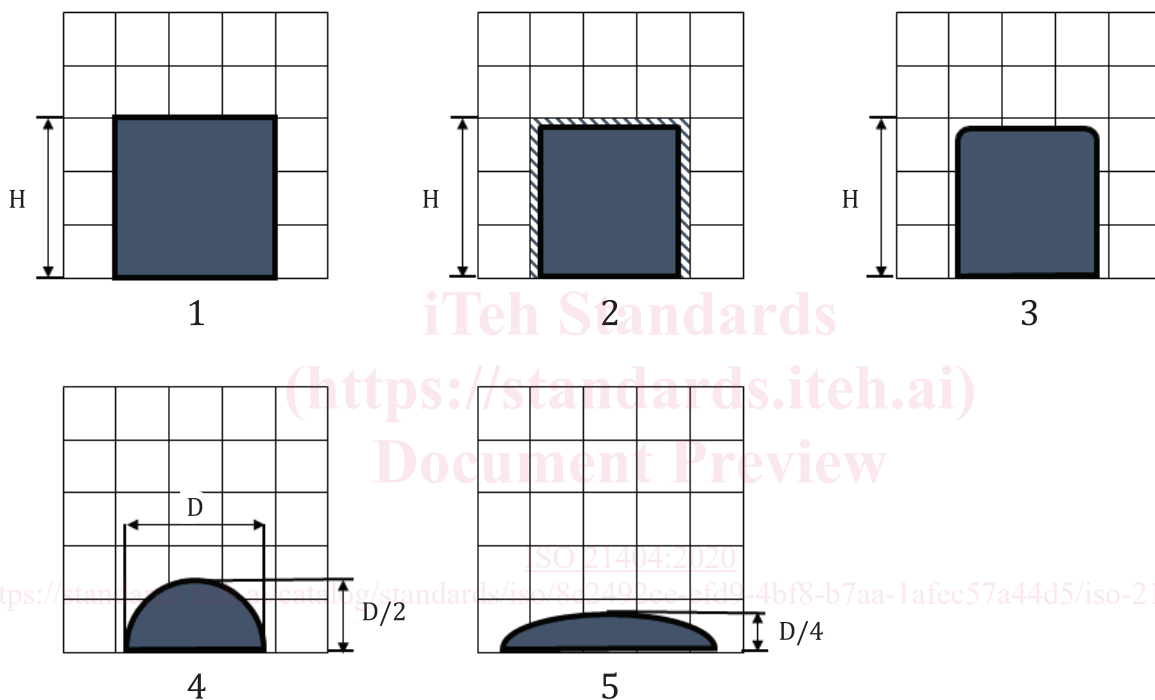 H
H
H
1
2
3
iTeh Standards
(https://standards.iteh.ai)
Document Preview
D
ISO 21404:2020
D/2
D/4
4
5